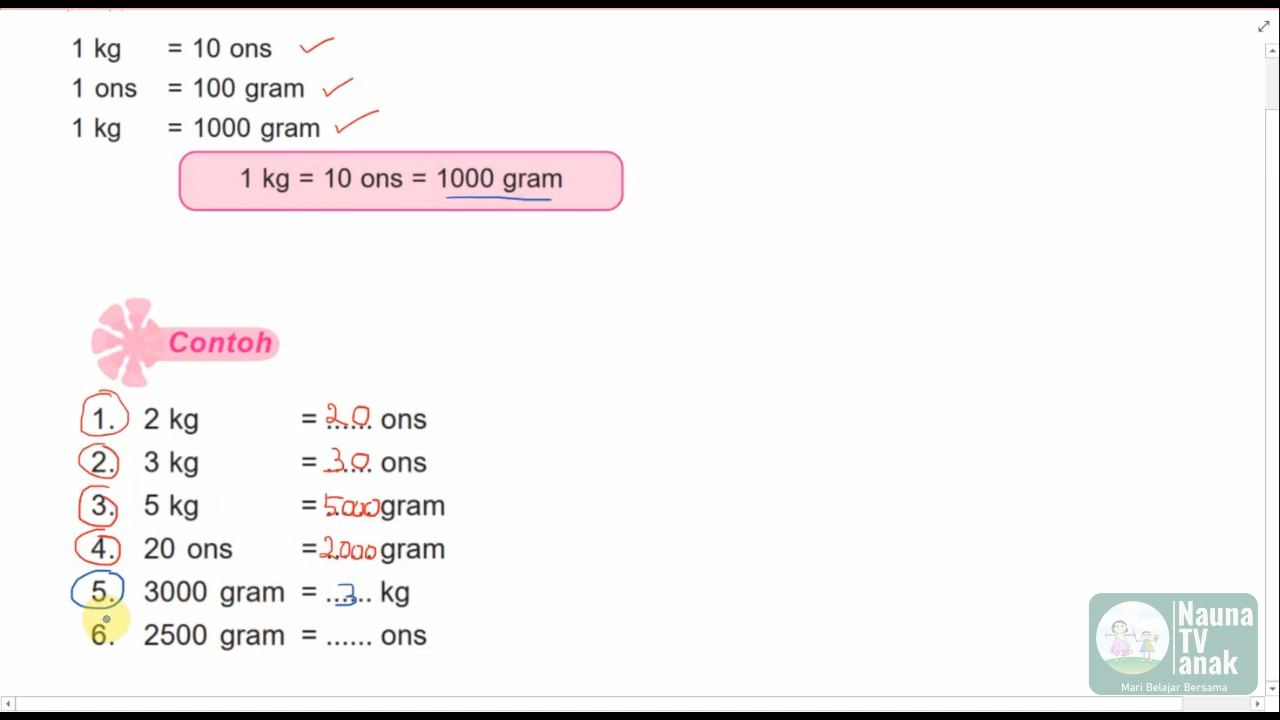 1 kg = 10 ons
1 ons = 100 gram
1 kg = 1000 gram
1 kg = 10 ons = 1000 gram
Contoh
1. 2 kg = 20 ons
2. 3 kg = 30 ons
3. 5 kg = 5000 gram
4. 20 ons = 2000 gram
5. 3000 gram = ...3... kg
6. 2500 gram = ...... ons
Nauna
TV
anak
Mari Belajar Bersama